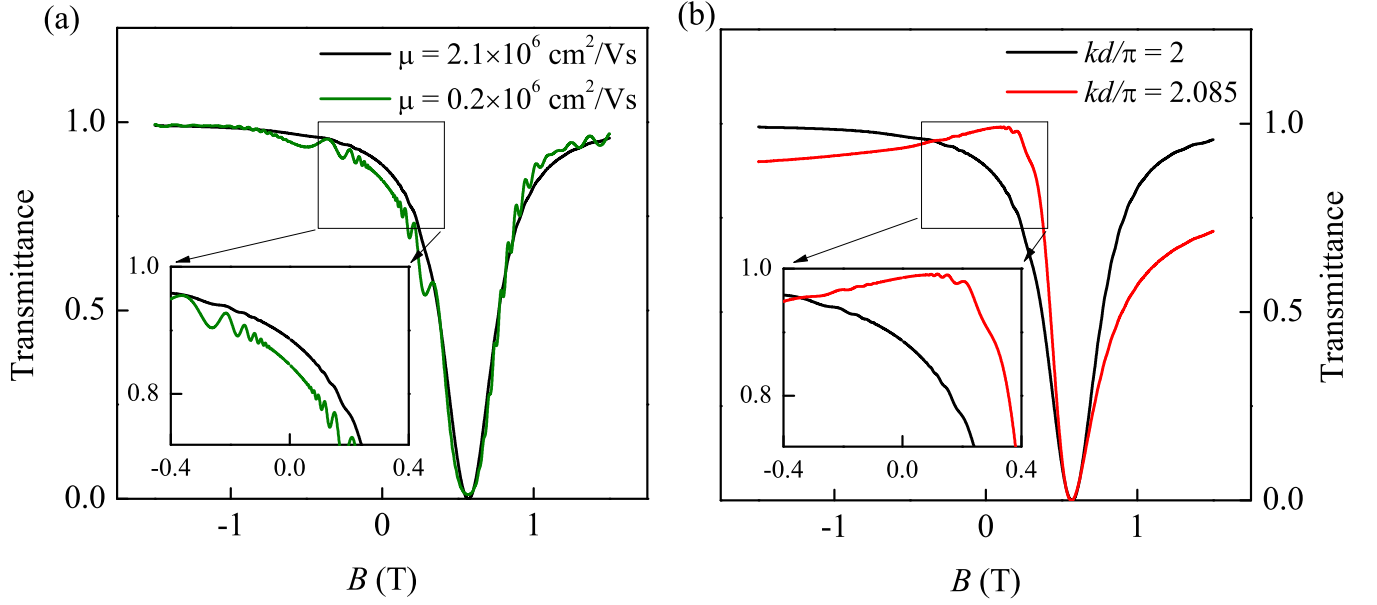 (a)
μ = 2.1×10⁶ cm²/Vs
μ = 0.2×10⁶ cm²/Vs
Transmittance
1.0
0.5
0.0
1.0
0.8
-0.4
0.0
0.4
-1
0
1
B (T)
(b)
kd/π = 2
kd/π = 2.085
1.0
0.5
0.0
Transmittance
1.0
0.8
-0.4
0.0
0.4
-1
0
1
B (T)